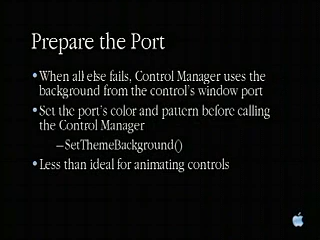 Prepare the Port
• When all else fails, Control Manager uses the
background from the control's window port
• Set the port's color and pattern before calling
the Control Manager
– SetThemeBackground()
• Less than ideal for animating controls